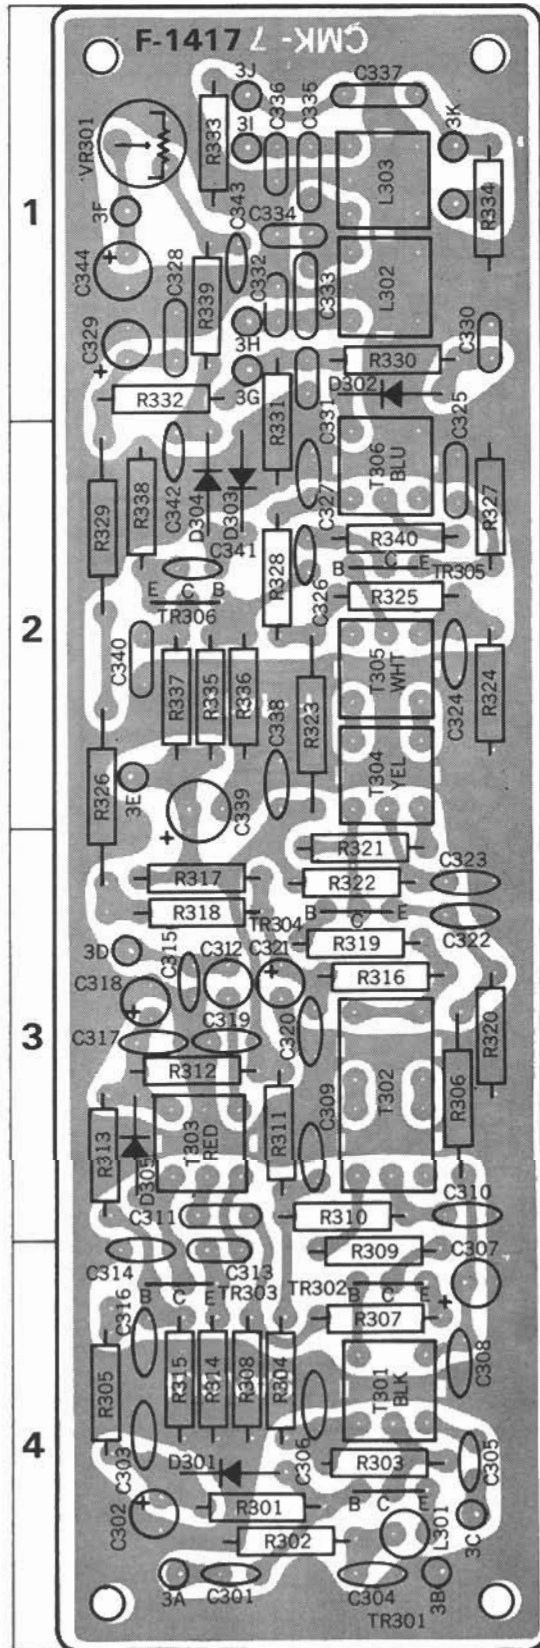 F-1417 7 CMK-
3J
C336
C335
C337
VR301
R333
3I
3K
L303
R334
1
3F
C343
C334
C344
C328
R339
C332
C333
L302
C329
3H
C330
R330
R332
3G
R331
C331
D302
C325
R329
R338
C342
D304
D303
C327
T306
BLU
R327
R340
C341
R328
C326
B C E
TR305
E C B
R325
TR306
2
C340
R337
R335
R336
C338
R323
T305
WHT
C324
R324
R326
3E
C339
T304
YEL
R321
R317
R322
C323
R318
TR304
B C E
C322
3D
C315
C312
C321
R319
C318
R316
C317
C319
C320
R320
3
R312
R311
C309
T302
R306
R313
D305
T303
RED
C311
R310
C310
C314
C313
R309
C307
B C E
TR303
TR302
B C E
C316
R307
C308
R305
R315
R314
R308
R304
T301
BLK
4
C303
D301
C306
R303
C305
C302
R301
B C E
R302
L301
3C
3A
C301
C304
3B
TR301